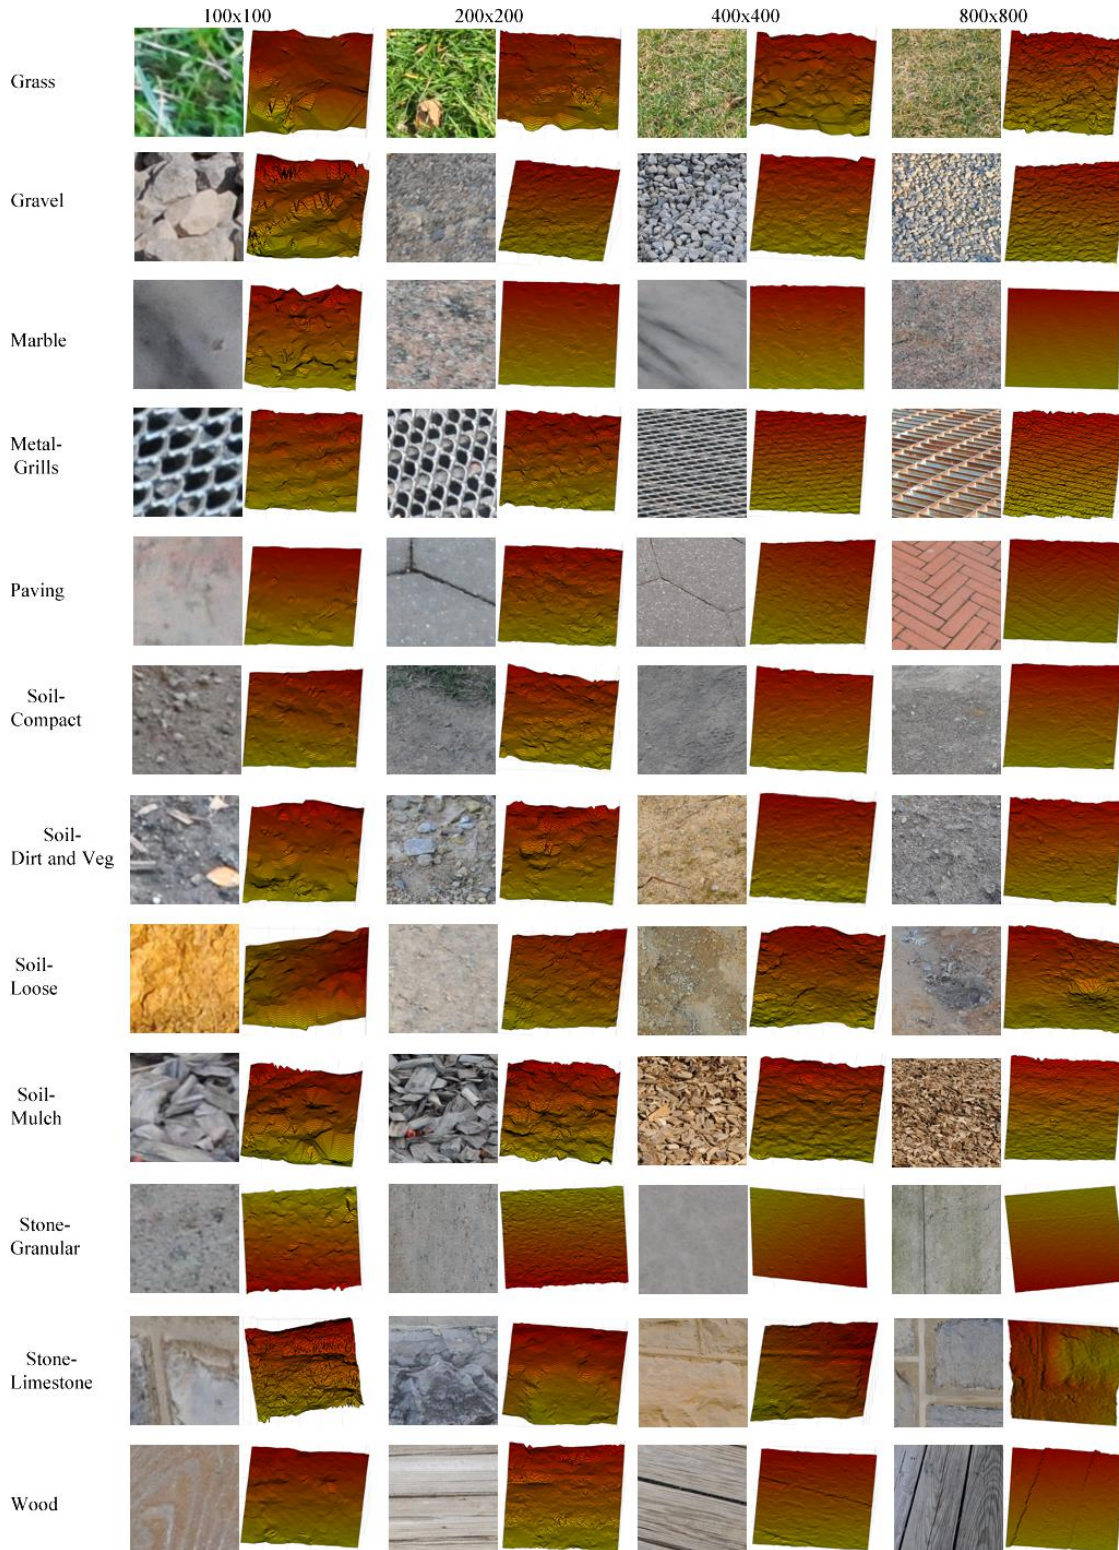 100x100 200x200 400x400 800x800
Grass
Gravel
Marble
Metal-
Grills
Paving
Soil-
Compact
Soil-
Dirt and Veg
Soil-
Loose
Soil-
Mulch
Stone-
Granular
Stone-
Limestone
Wood